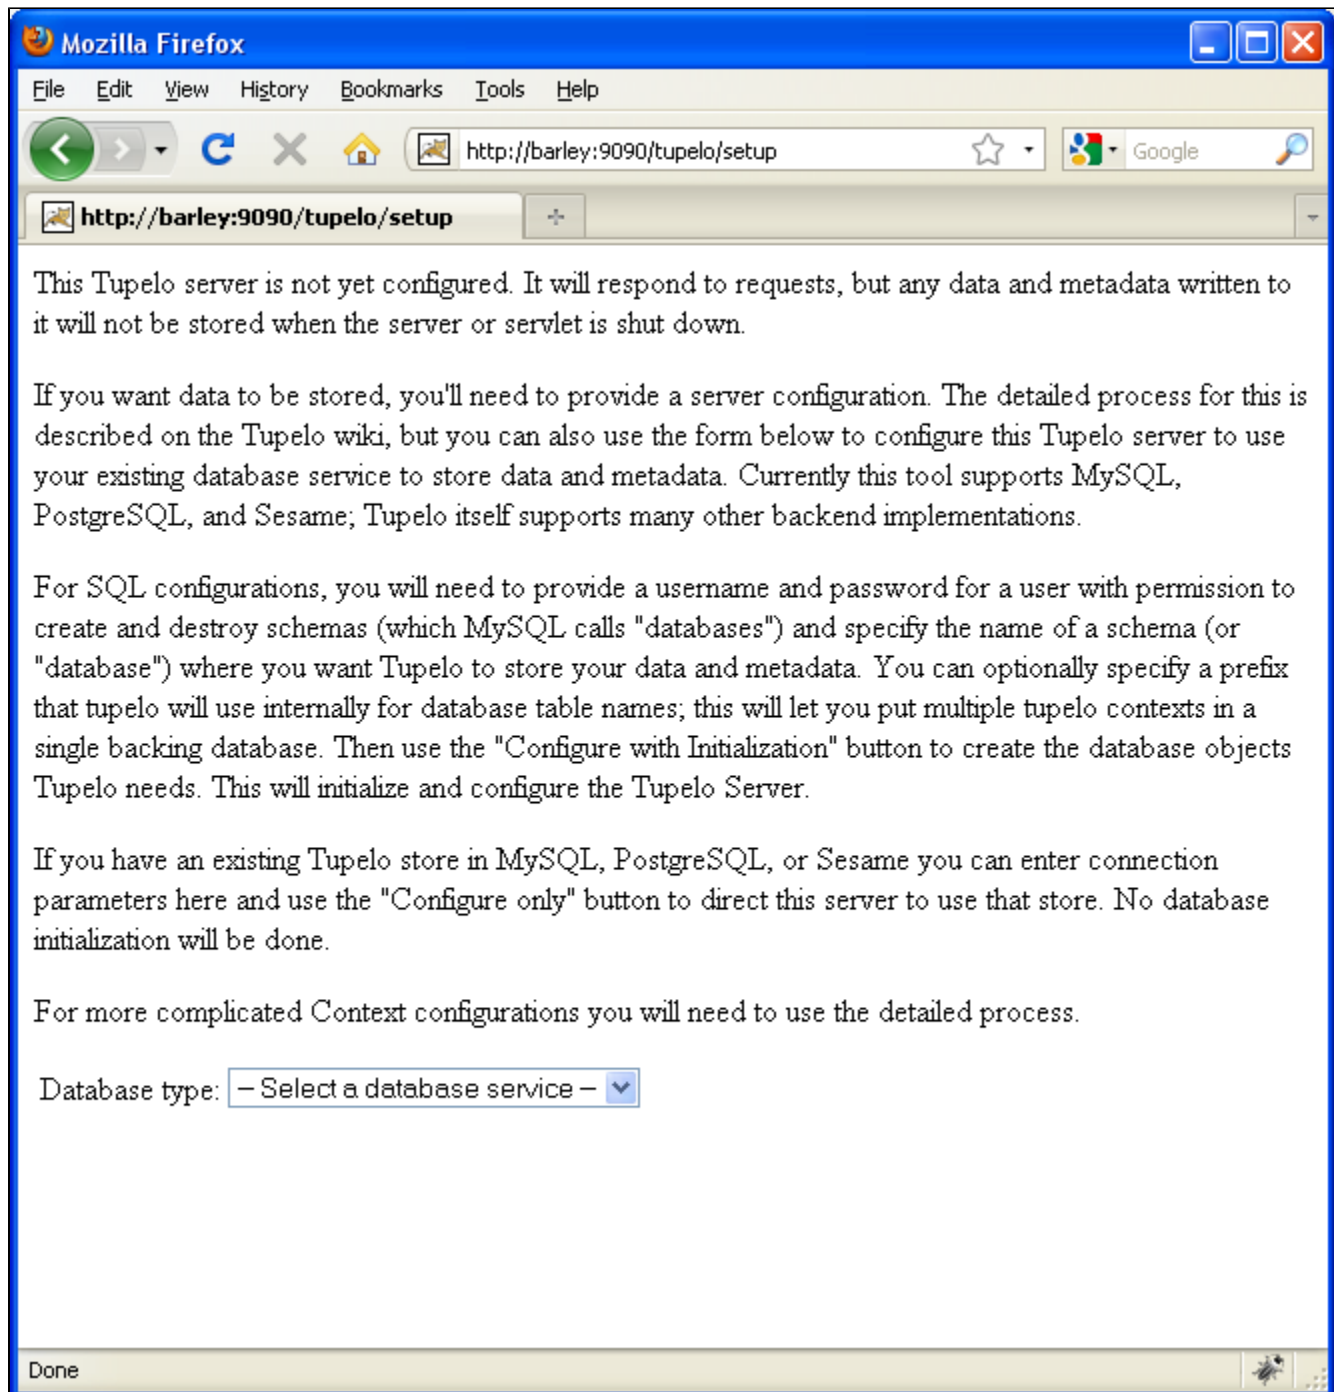 Mozilla Firefox
File Edit View History Bookmarks Tools Help
http://barley:9090/tupelo/setup
Google
http://barley:9090/tupelo/setup
This Tupelo server is not yet configured. It will respond to requests, but any data and metadata written to
it will not be stored when the server or servlet is shut down.
If you want data to be stored, you'll need to provide a server configuration. The detailed process for this is
described on the Tupelo wiki, but you can also use the form below to configure this Tupelo server to use
your existing database service to store data and metadata. Currently this tool supports MySQL,
PostgreSQL, and Sesame; Tupelo itself supports many other backend implementations.
For SQL configurations, you will need to provide a username and password for a user with permission to
create and destroy schemas (which MySQL calls "databases") and specify the name of a schema (or
"database") where you want Tupelo to store your data and metadata. You can optionally specify a prefix
that tupelo will use internally for database table names; this will let you put multiple tupelo contexts in a
single backing database. Then use the "Configure with Initialization" button to create the database objects
Tupelo needs. This will initialize and configure the Tupelo Server.
If you have an existing Tupelo store in MySQL, PostgreSQL, or Sesame you can enter connection
parameters here and use the "Configure only" button to direct this server to use that store. No database
initialization will be done.
For more complicated Context configurations you will need to use the detailed process.
Database type: – Select a database service –
Done